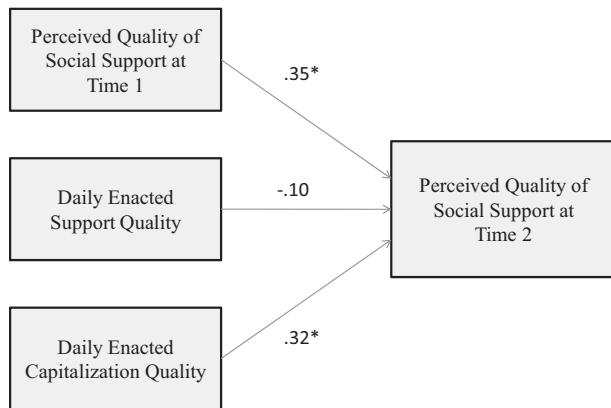 Perceived Quality of
Social Support at
Time 1
.35*
Daily Enacted
Support Quality
-.10
Perceived Quality of
Social Support at
Time 2
Daily Enacted
Capitalization Quality
.32*